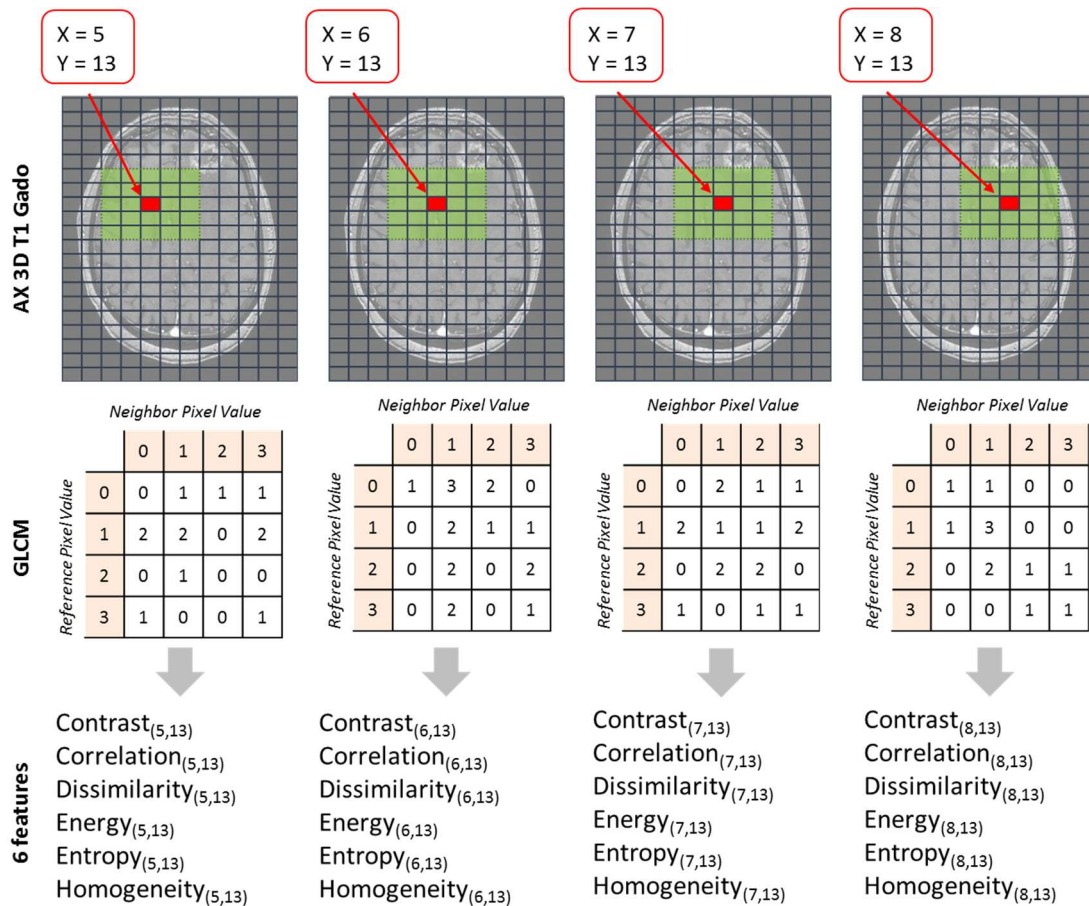 X = 5
Y = 13
X = 6
Y = 13
X = 7
Y = 13
X = 8
Y = 13
AX 3D T1 Gado
Neighbor Pixel Value
Neighbor Pixel Value
Neighbor Pixel Value
Neighbor Pixel Value
GLCM
Reference Pixel Value
0 1 2 3
0 0 1 1 1
1 2 2 0 2
2 0 1 0 0
3 1 0 0 1
Reference Pixel Value
0 1 2 3
0 1 3 2 0
1 0 2 1 1
2 0 2 0 2
3 0 2 0 1
Reference Pixel Value
0 1 2 3
0 0 2 1 1
1 2 1 1 2
2 0 2 2 0
3 1 0 1 1
Reference Pixel Value
0 1 2 3
0 1 1 0 0
1 1 3 0 0
2 0 2 1 1
3 0 0 1 1
6 features
Contrast(5,13)
Correlation(5,13)
Dissimilarity(5,13)
Energy(5,13)
Entropy(5,13)
Homogeneity(5,13)
Contrast(6,13)
Correlation(6,13)
Dissimilarity(6,13)
Energy(6,13)
Entropy(6,13)
Homogeneity(6,13)
Contrast(7,13)
Correlation(7,13)
Dissimilarity(7,13)
Energy(7,13)
Entropy(7,13)
Homogeneity(7,13)
Contrast(8,13)
Correlation(8,13)
Dissimilarity(8,13)
Energy(8,13)
Entropy(8,13)
Homogeneity(8,13)